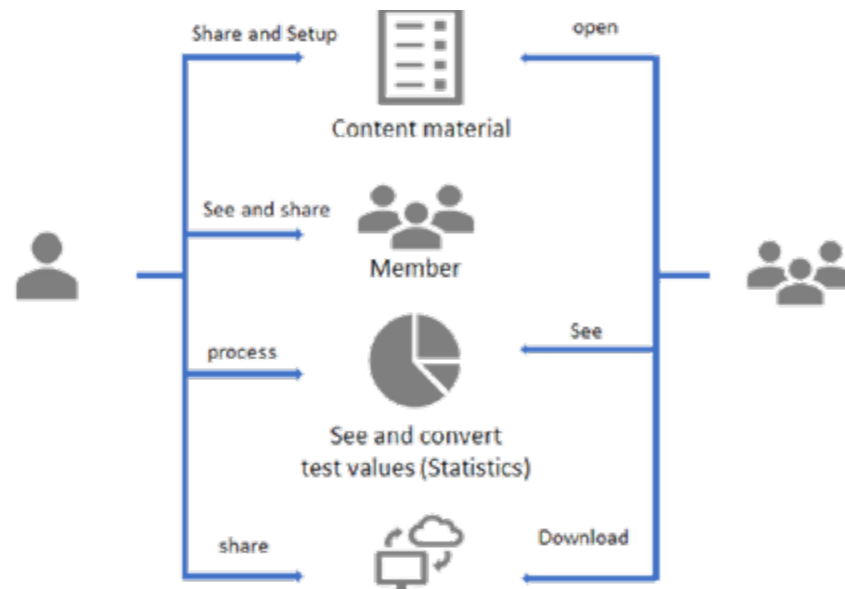 Share and Setup
open
Content material
See and share
Member
process
See
See and convert
test values (Statistics)
share
Download